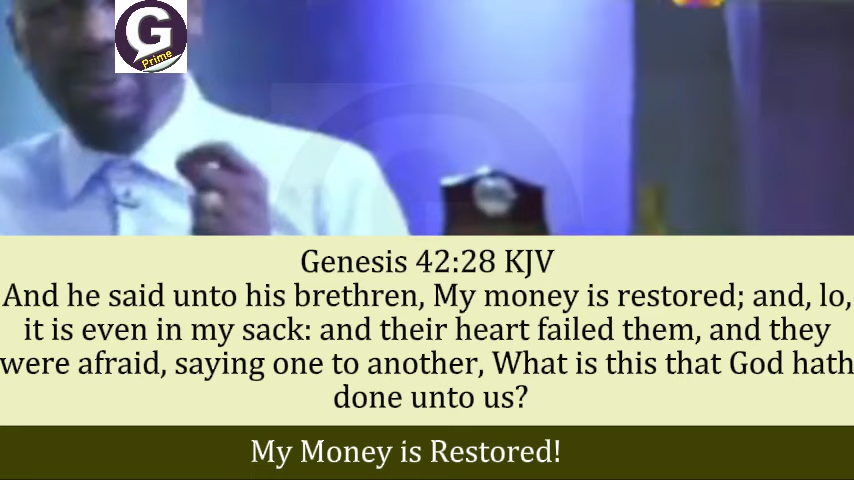 G
Prime
Genesis 42:28 KJV
And he said unto his brethren, My money is restored; and, lo,
it is even in my sack: and their heart failed them, and they
were afraid, saying one to another, What is this that God hath
done unto us?
My Money is Restored!